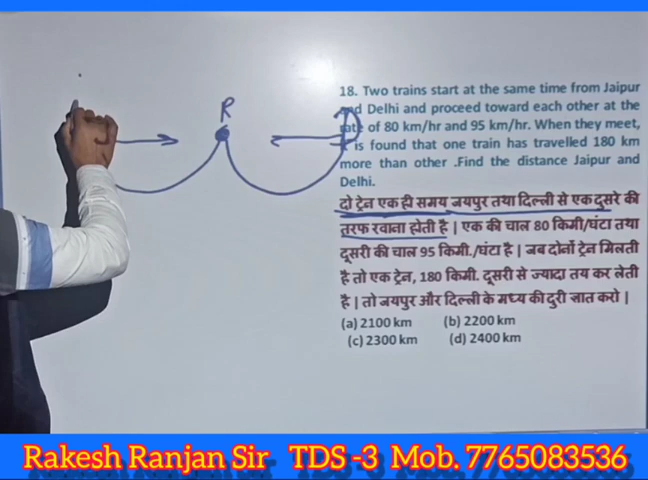 R
18. Two trains start at the same time from Jaipur
and Delhi and proceed toward each other at the
rate of 80 km/hr and 95 km/hr. When they meet,
is found that one train has travelled 180 km
more than other .Find the distance Jaipur and
Delhi.
दो ट्रेन एक ही समय जयपुर तथा दिल्ली से एक दुसरे की
तरफ रवाना होती है | एक की चाल 80 किमी/घंटा तथा
दूसरी की चाल 95 किमी./घंटा है | जब दोनों ट्रेन मिलती
है तो एक ट्रेन, 180 किमी. दूसरी से ज्यादा तय कर लेती
है | तो जयपुर और दिल्ली के मध्य की दुरी ज्ञात करो |
(a) 2100 km (b) 2200 km
(c) 2300 km (d) 2400 km
Rakesh Ranjan Sir TDS -3 Mob. 7765083536